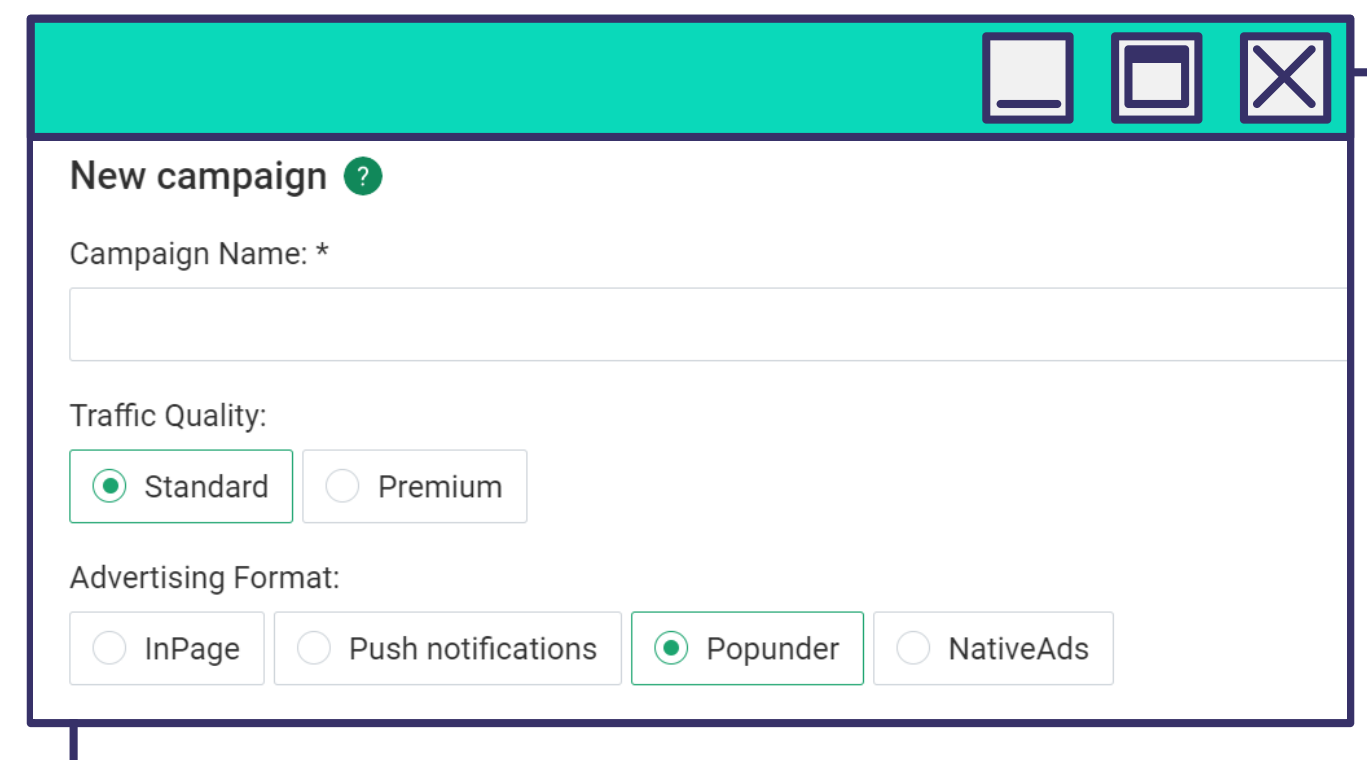 New campaign ?
Campaign Name: *
Traffic Quality:
Standard Premium
Advertising Format:
InPage Push notifications Popunder NativeAds